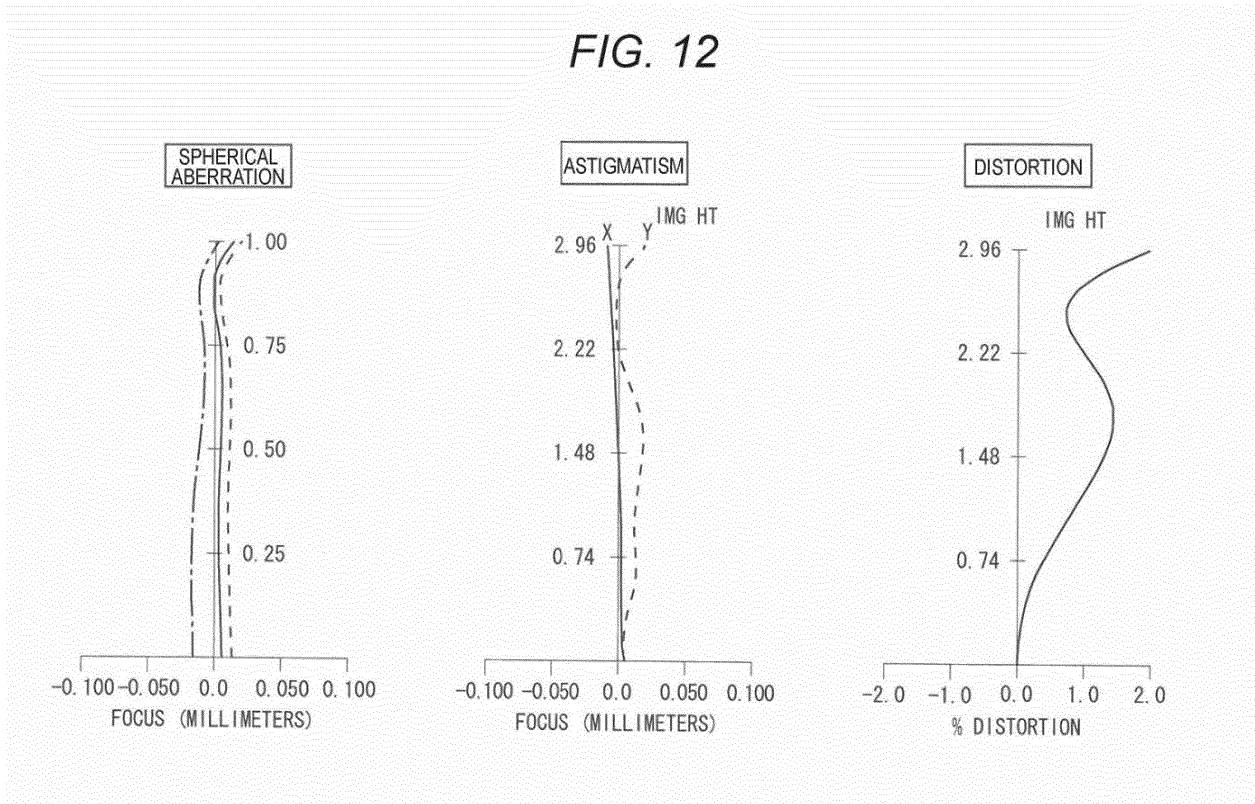 FIG. 12
SPHERICAL
ABERRATION
1.00
0.75
0.50
0.25
-0.100 -0.050 0.0 0.050 0.100
FOCUS (MILLIMETERS)
ASTIGMATISM
IMG HT
X Y
2.96
2.22
1.48
0.74
-0.100 -0.050 0.0 0.050 0.100
FOCUS (MILLIMETERS)
DISTORTION
IMG HT
2.96
2.22
1.48
0.74
-2.0 -1.0 0.0 1.0 2.0
% DISTORTION